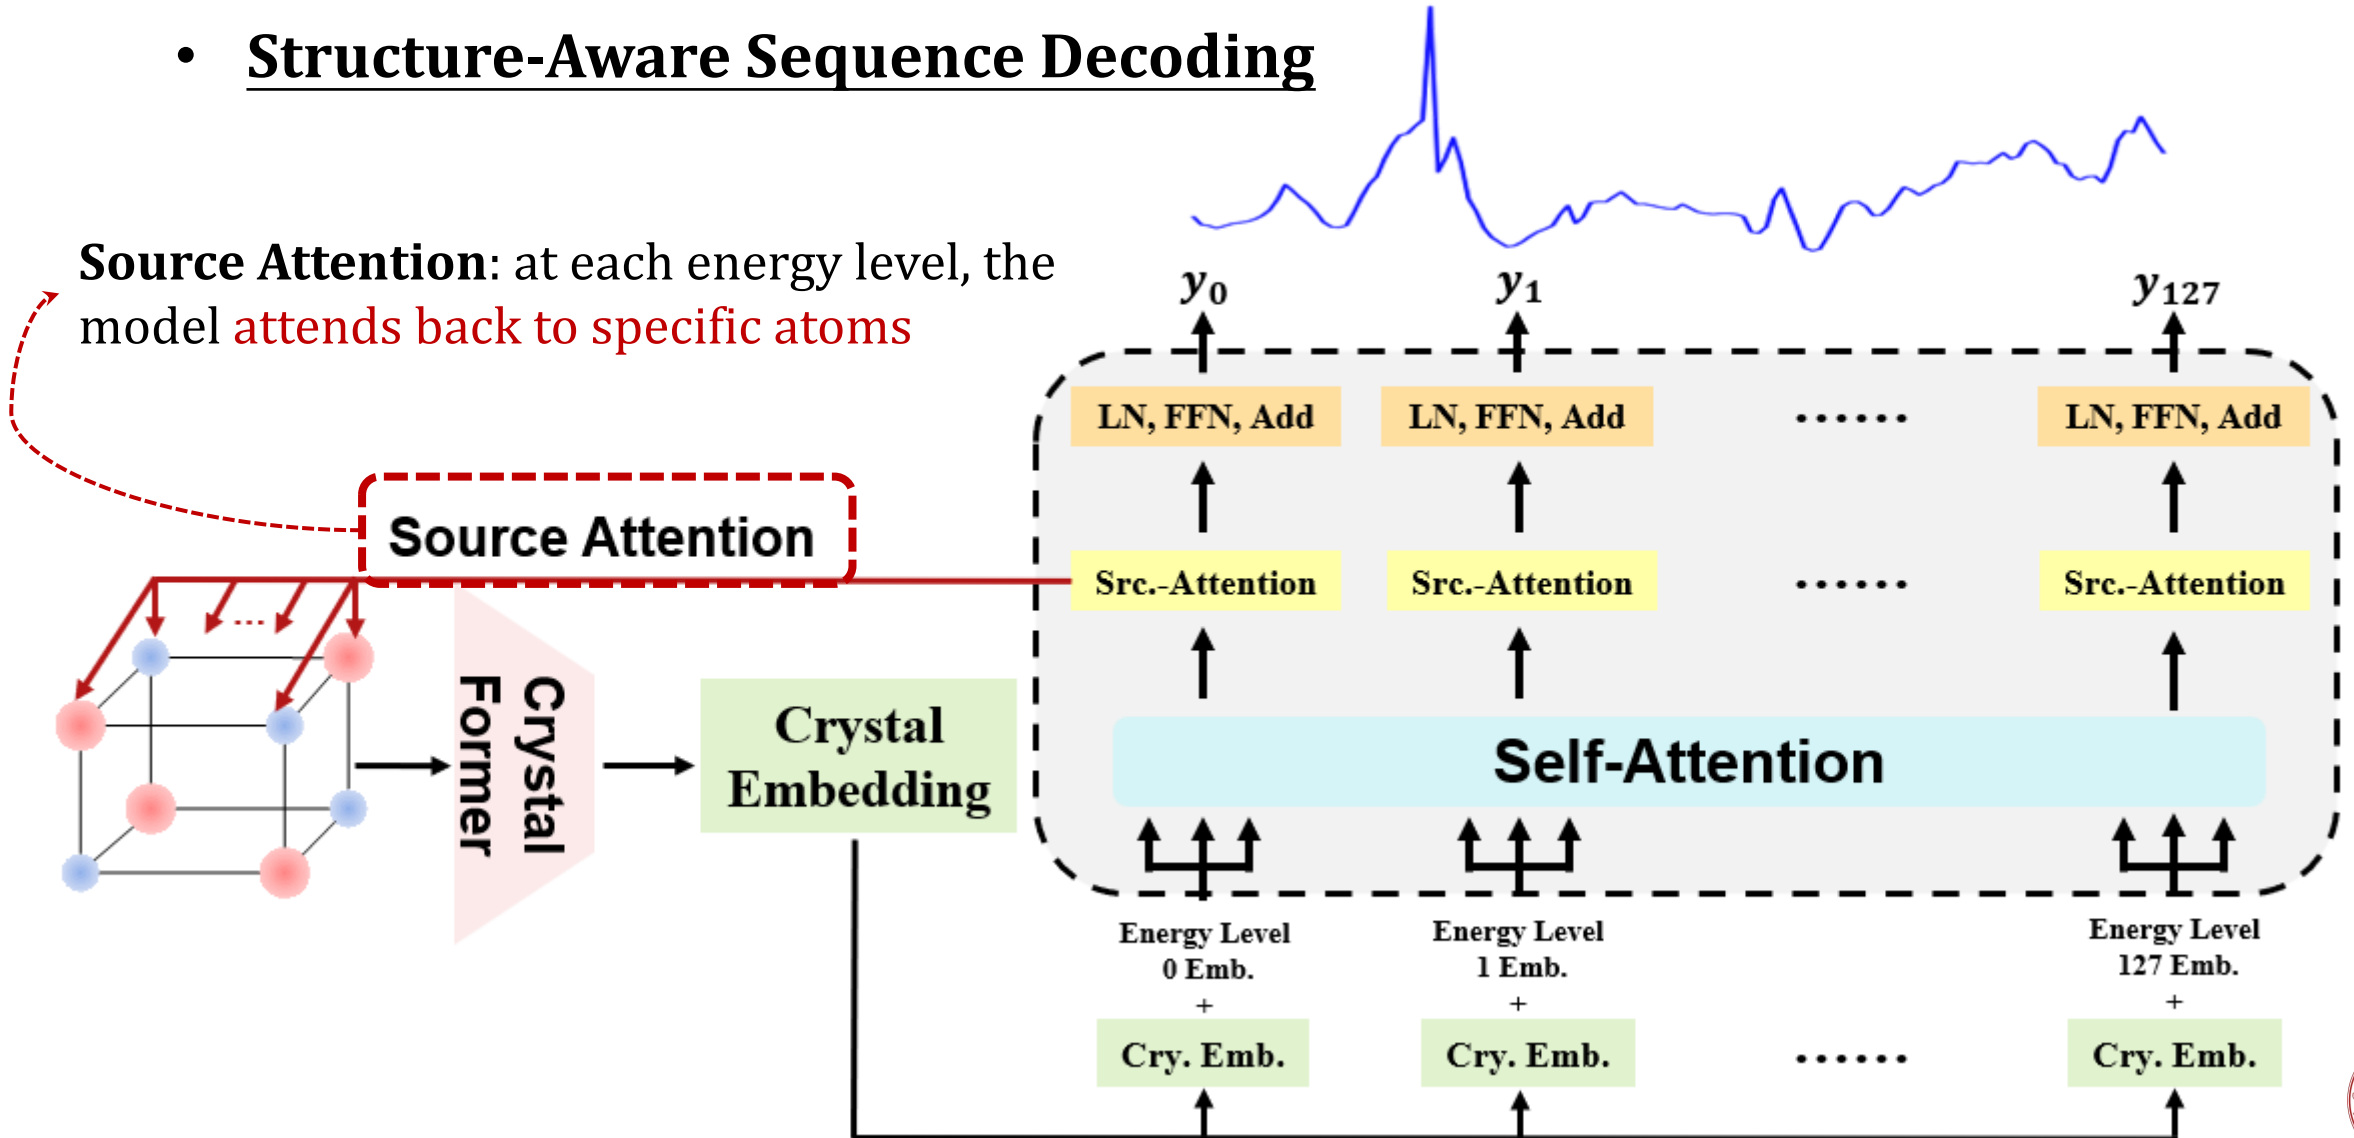 • Structure-Aware Sequence Decoding
Source Attention: at each energy level, the
model attends back to specific atoms
y₀ y₁ y₁₂₇
LN, FFN, Add LN, FFN, Add ...... LN, FFN, Add
Source Attention
Src.-Attention Src.-Attention ...... Src.-Attention
...
Crystal
Former
Crystal
Embedding
Self-Attention
Energy Level
0 Emb.
+
Cry. Emb.
Energy Level
1 Emb.
+
Cry. Emb.
......
Energy Level
127 Emb.
+
Cry. Emb.